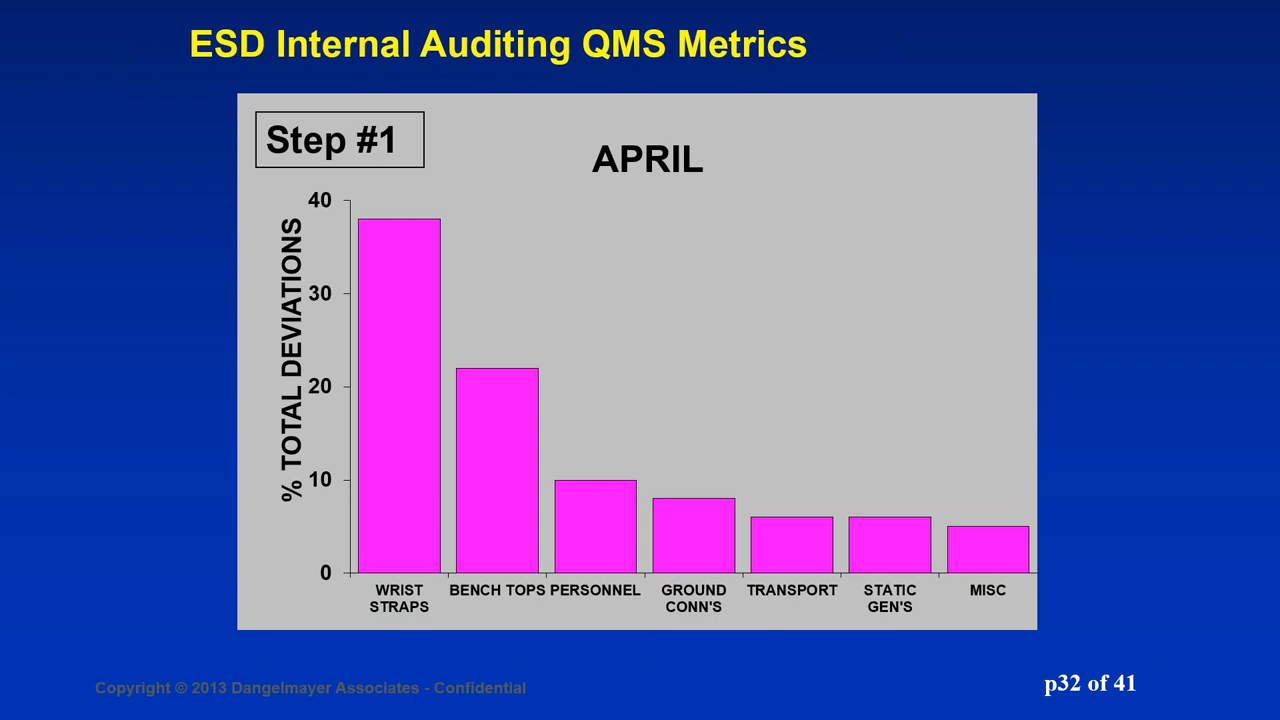 ESD Internal Auditing QMS Metrics
Step #1
APRIL
% TOTAL DEVIATIONS
40
30
20
10
0
WRIST STRAPS
BENCH TOPS
PERSONNEL
GROUND CONN'S
TRANSPORT
STATIC GEN'S
MISC
Copyright © 2013 Dangelmayer Associates - Confidential
p32 of 41